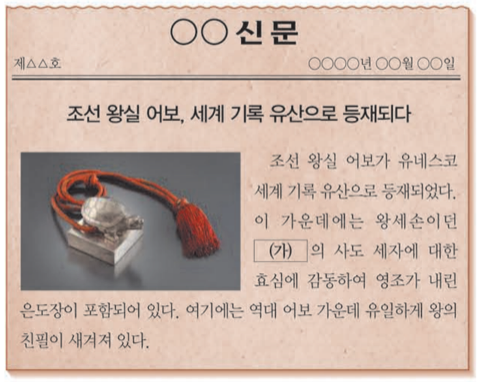 ○○신문
제△△호 ○○○○년 ○○월 ○○일
조선 왕실 어보, 세계 기록 유산으로 등재되다
조선 왕실 어보가 유네스코
세계 기록 유산으로 등재되었다.
이 가운데에는 왕세손이던
(가) 의 사도 세자에 대한
효심에 감동하여 영조가 내린
은도장이 포함되어 있다. 여기에는 역대 어보 가운데 유일하게 왕의
친필이 새겨져 있다.